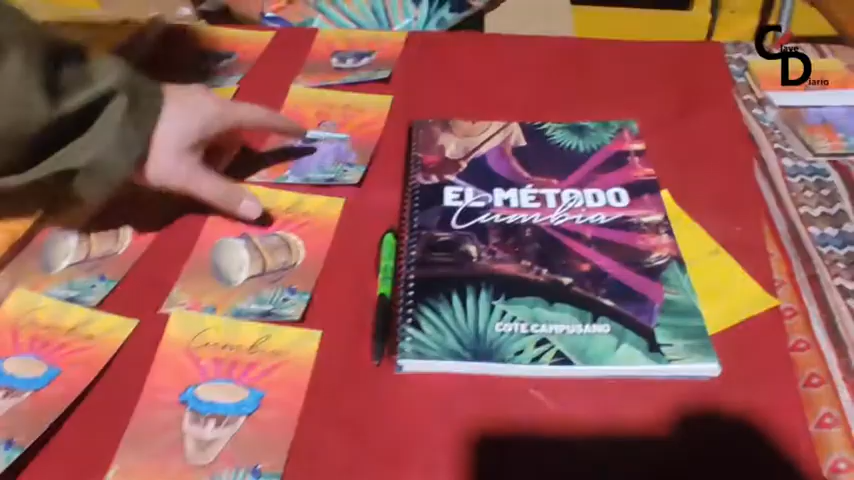 Clave
Diario
EL MÉTODO
Cumbia
COTE CAMPUSANO
Cumbia